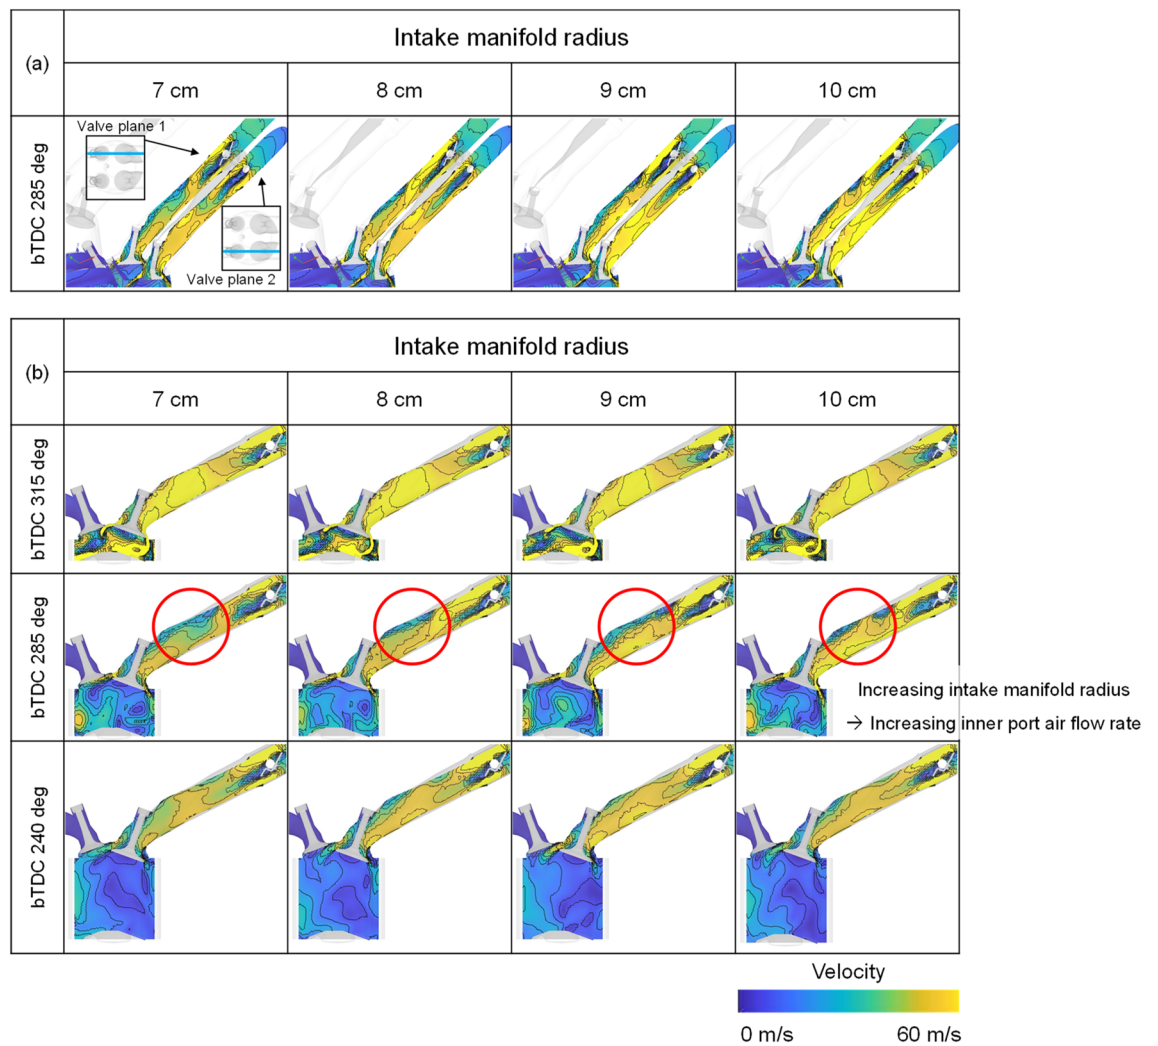 Intake manifold radius
(a)
7 cm
8 cm
9 cm
10 cm
bTDC 285 deg
Valve plane 1
Valve plane 2
Intake manifold radius
(b)
7 cm
8 cm
9 cm
10 cm
bTDC 315 deg
bTDC 285 deg
Increasing intake manifold radius
→ Increasing inner port air flow rate
bTDC 240 deg
Velocity
0 m/s
60 m/s